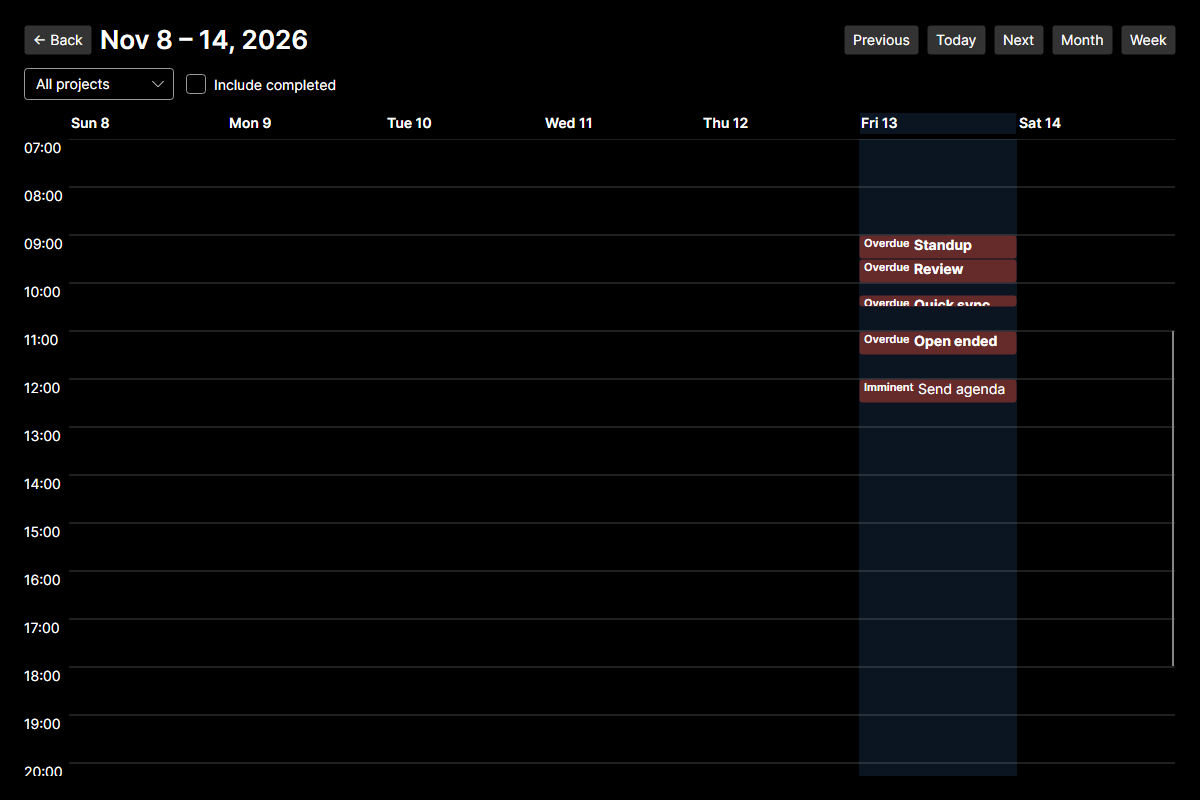 ← Back Nov 8 – 14, 2026 Previous Today Next Month Week
All projects Include completed
Sun 8 Mon 9 Tue 10 Wed 11 Thu 12 Fri 13 Sat 14
07:00
08:00
09:00 Overdue Standup
Overdue Review
10:00
Overdue Quick sync
11:00 Overdue Open ended
12:00 Imminent Send agenda
13:00
14:00
15:00
16:00
17:00
18:00
19:00
20:00